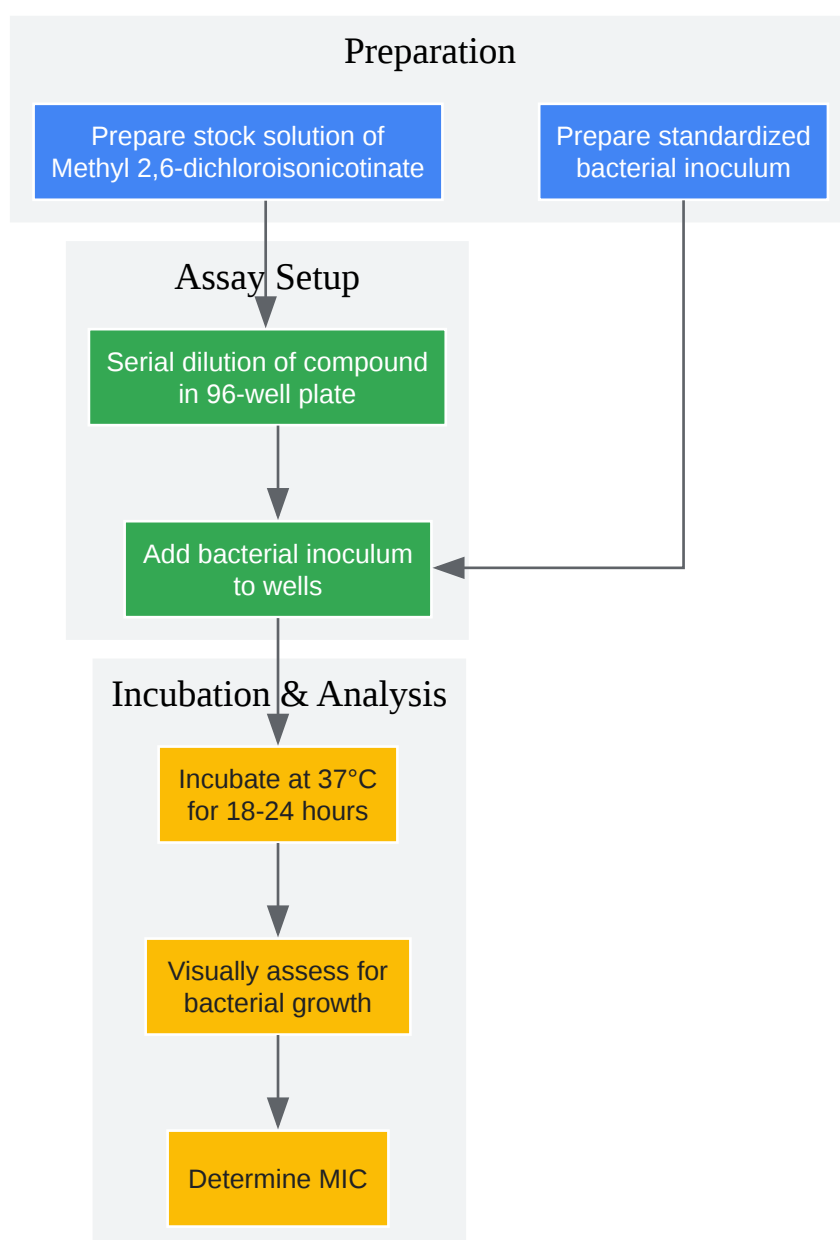 Preparation
Prepare stock solution of
Methyl 2,6-dichloroisonicotinate
Prepare standardized
bacterial inoculum
Assay Setup
Serial dilution of compound
in 96-well plate
Add bacterial inoculum
to wells
Incubation & Analysis
Incubate at 37°C
for 18-24 hours
Visually assess for
bacterial growth
Determine MIC